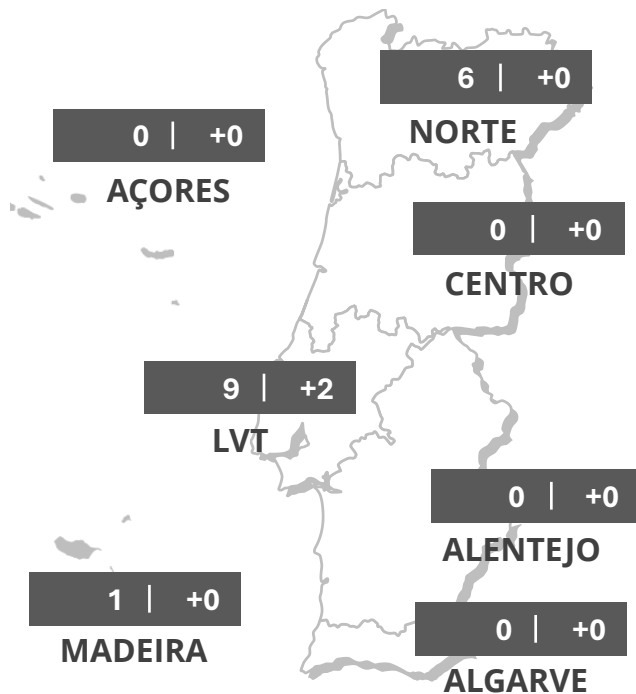 6 | +0
NORTE
0 | +0
AÇORES
0 | +0
CENTRO
9 | +2
LVT
0 | +0
ALENTEJO
1 | +0
MADEIRA
0 | +0
ALGARVE